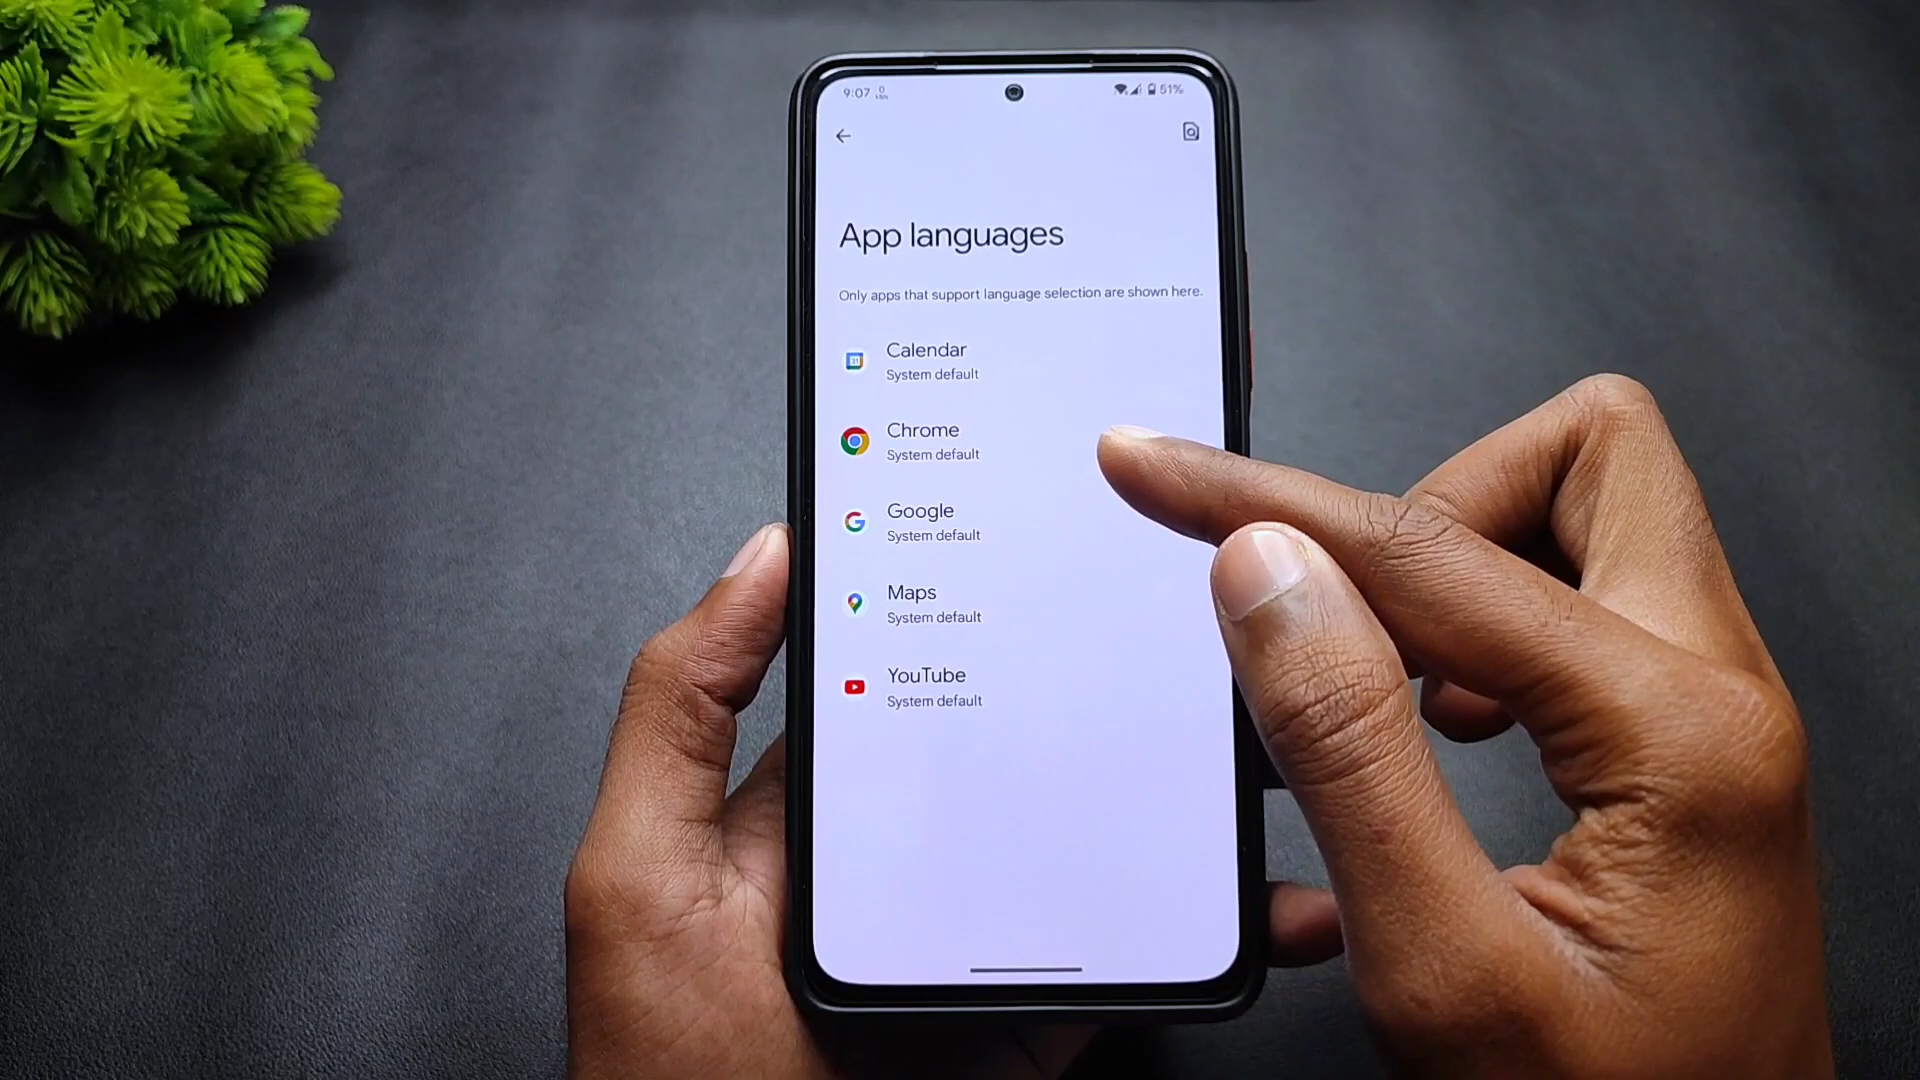 9:07 51%
App languages
Only apps that support language selection are shown here.
Calendar
System default
Chrome
System default
Google
System default
Maps
System default
YouTube
System default